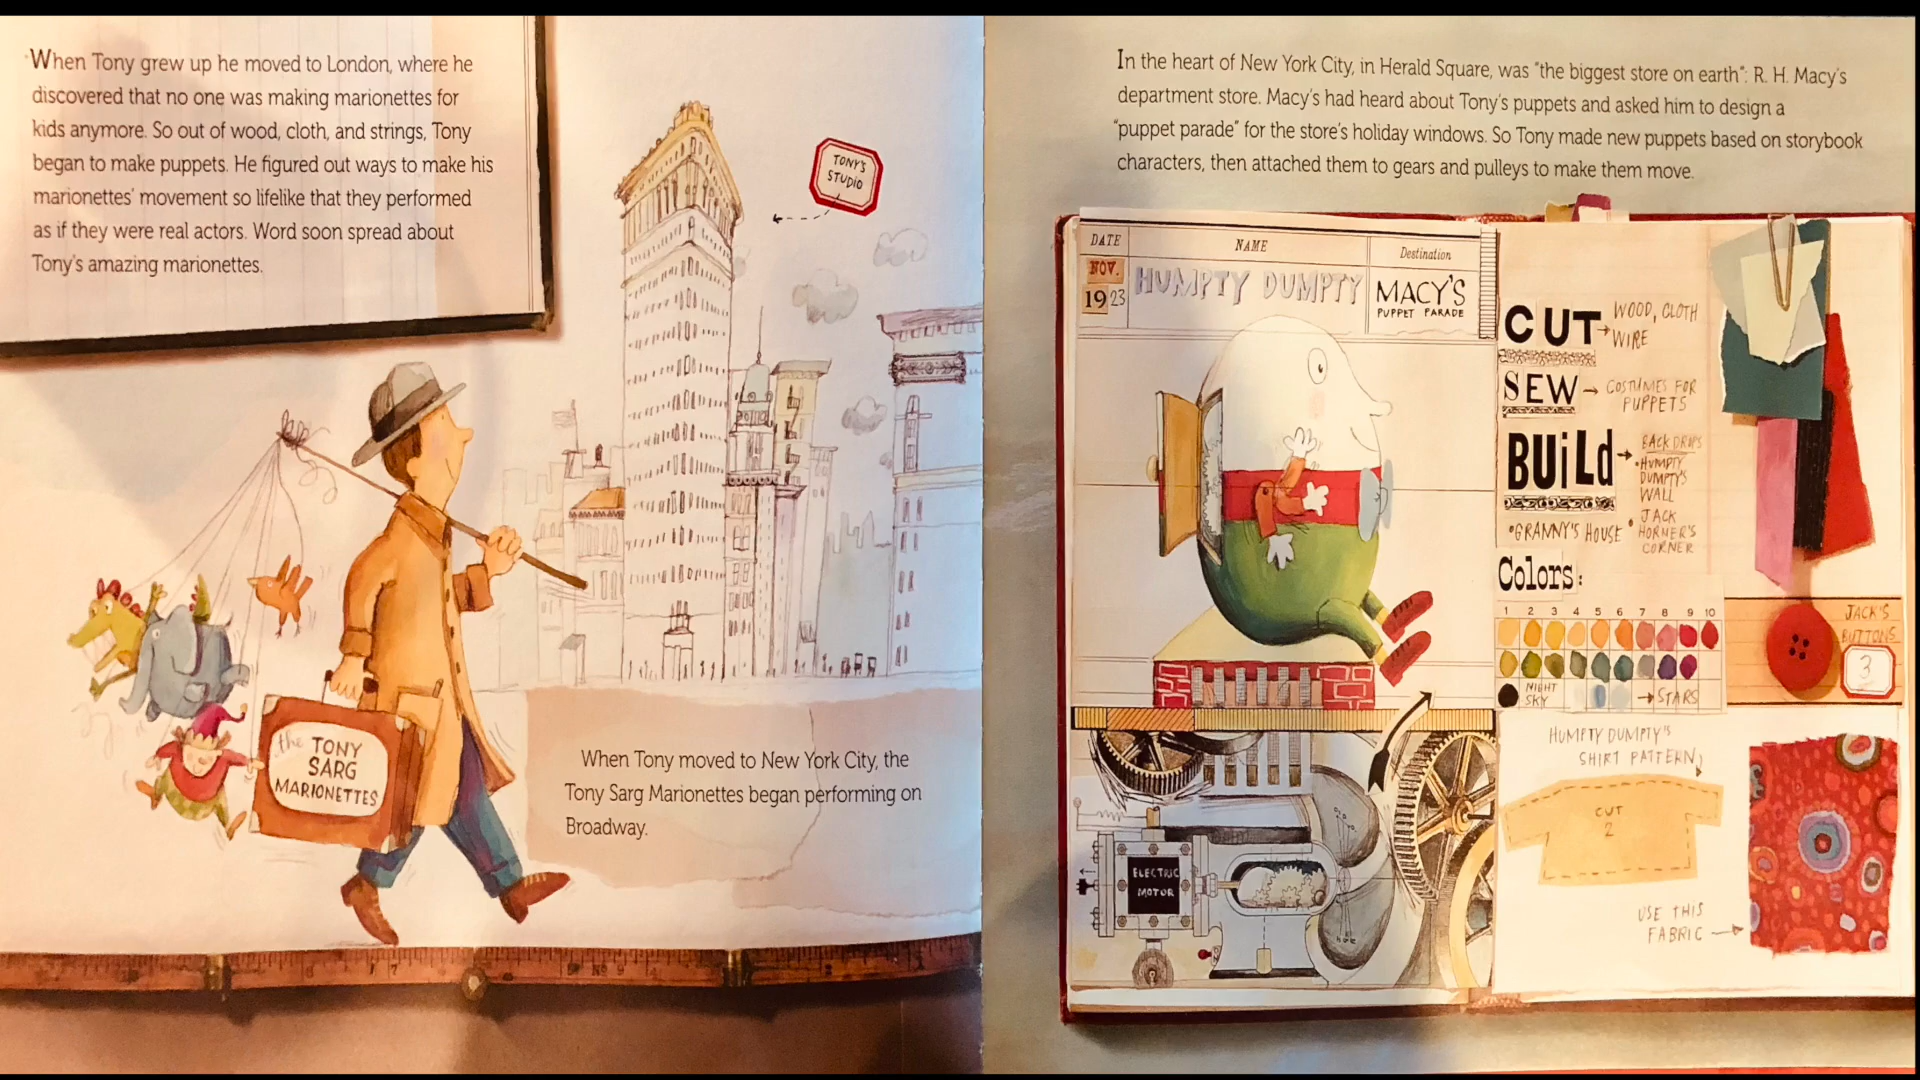 When Tony grew up he moved to London, where he
discovered that no one was making marionettes for
kids anymore. So out of wood, cloth, and strings, Tony
began to make puppets. He figured out ways to make his
marionettes' movement so lifelike that they performed
as if they were real actors. Word soon spread about
Tony's amazing marionettes.
TONY'S
STUDIO
the TONY
SARG
MARIONETTES
When Tony moved to New York City, the
Tony Sarg Marionettes began performing on
Broadway.
In the heart of New York City, in Herald Square, was "the biggest store on earth": R. H. Macy's
department store. Macy's had heard about Tony's puppets and asked him to design a
"puppet parade" for the store's holiday windows. So Tony made new puppets based on storybook
characters, then attached them to gears and pulleys to make them move.
DATE
NOV.
1923
NAME
HUMPTY DUMPTY
Destination
MACY'S
PUPPET PARADE
CUT
WOOD, CLOTH
WIRE
SEW
COSTUMES FOR
PUPPETS
BUiLd
BACK DROPS
•HUMPTY
DUMPTY'S
WALL
•GRANNY'S HOUSE
•JACK
HORNER'S
CORNER
Colors:
1 2 3 4 5 6 7 8 9 10
NIGHT
SKY
STARS
JACK'S
BUTTONS
3
ELECTRIC
MOTOR
HUMPTY DUMPTY'S
SHIRT PATTERN
CUT
2
USE THIS
FABRIC